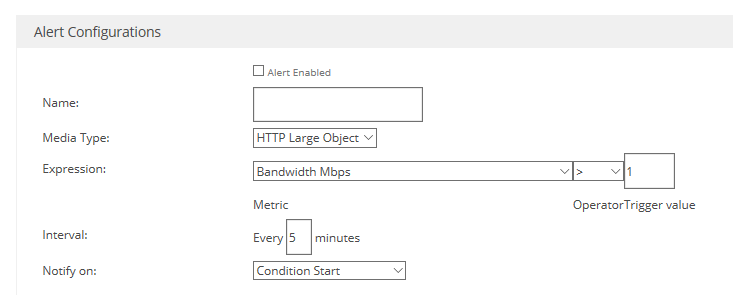 Alert Configurations
Alert Enabled
Name:
Media Type: HTTP Large Object
Expression: Bandwidth Mbps > 1
Metric OperatorTrigger value
Interval: Every 5 minutes
Notify on: Condition Start